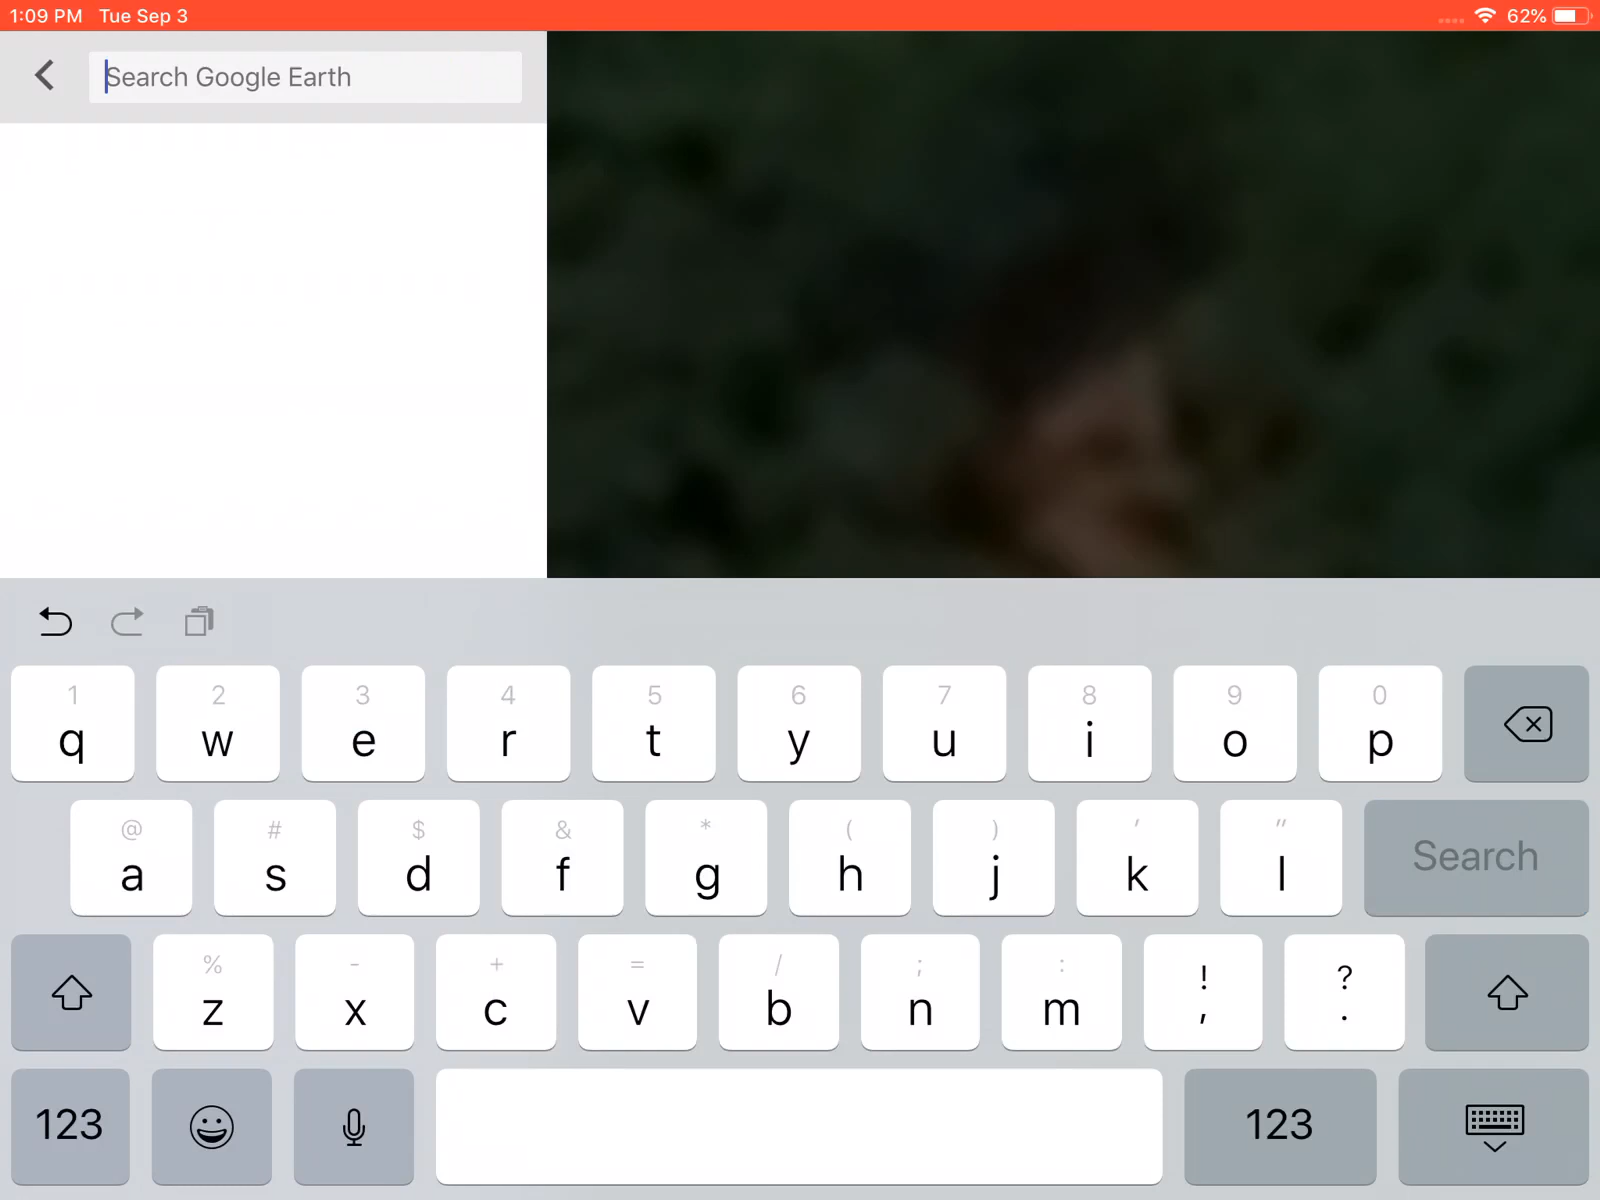 1:09 PM Tue Sep 3 62%
Search Google Earth
1 2 3 4 5 6 7 8 9 0
q w e r t y u i o p
@ # $ & * ( ) ' "
a s d f g h j k l Search
% - + = / ; : ! ?
z x c v b n m , .
123 123